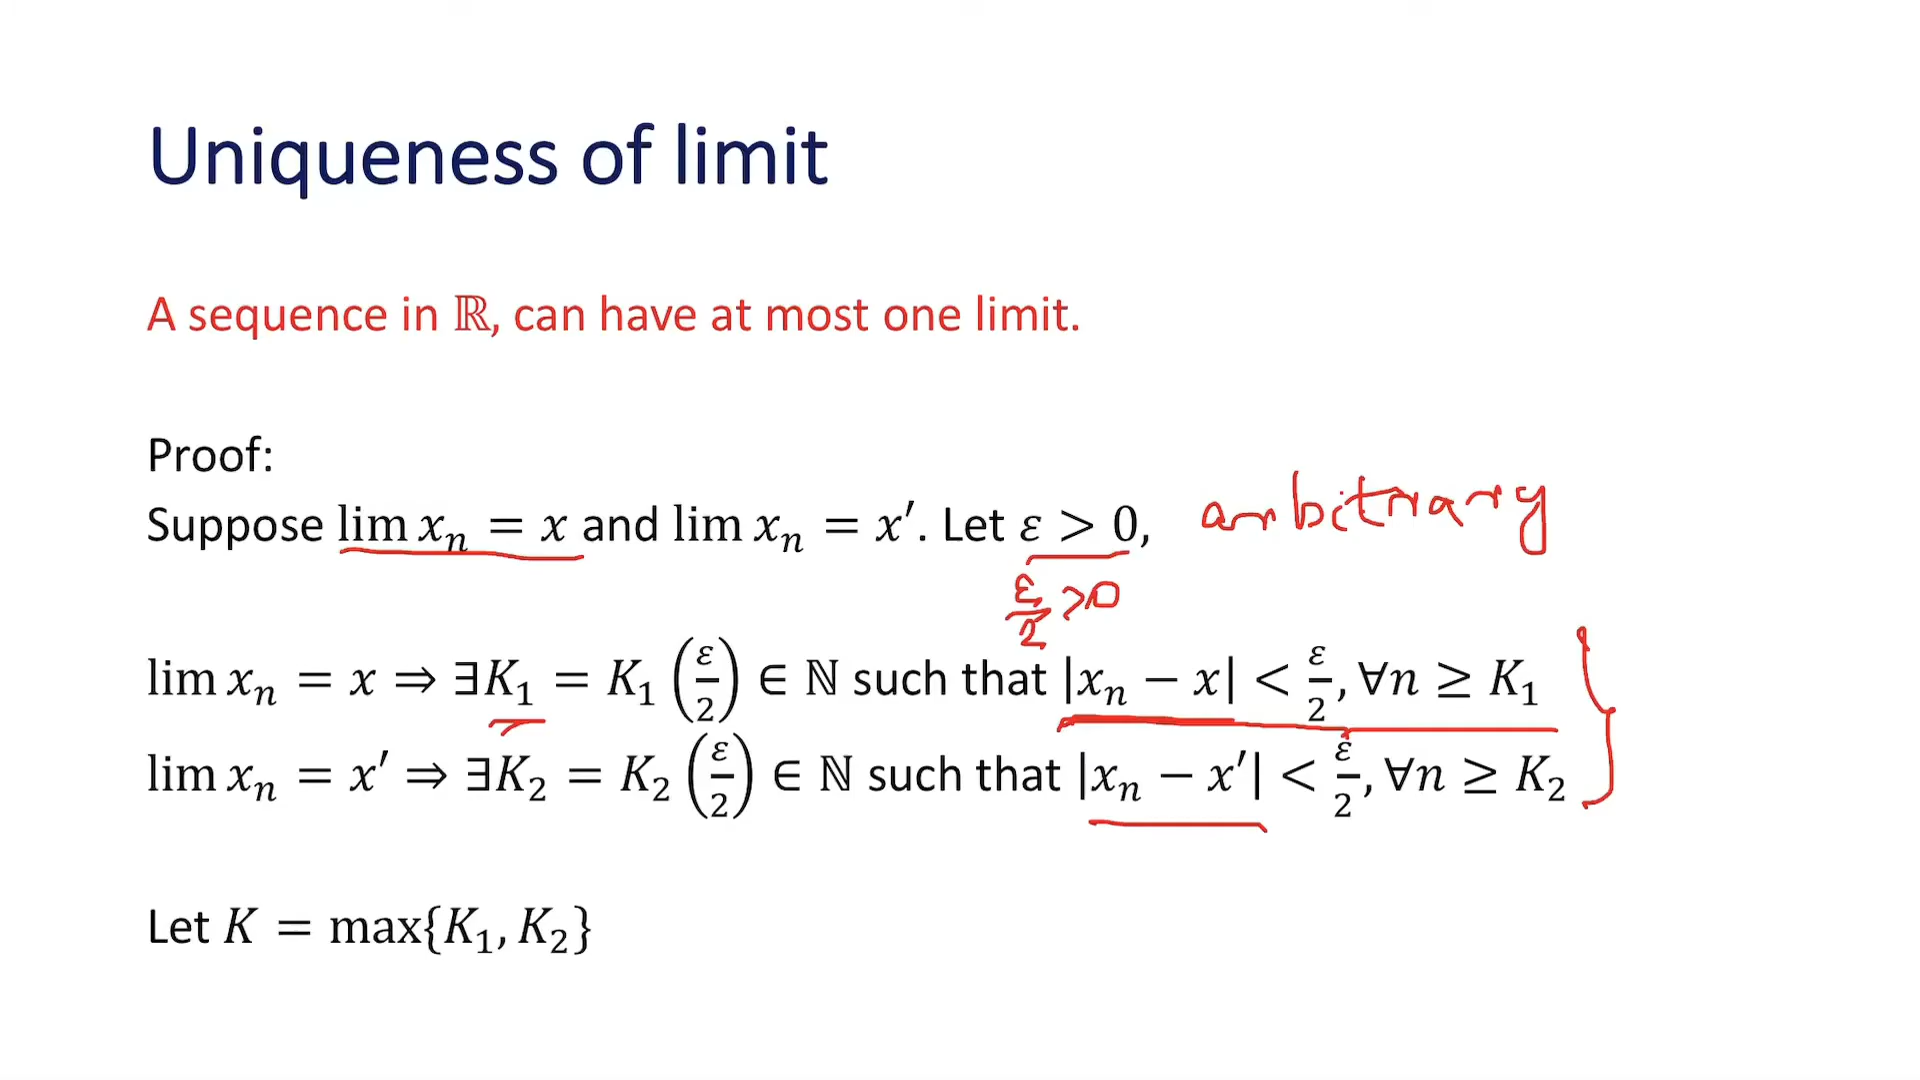 Uniqueness of limit
A sequence in ℝ, can have at most one limit.
Proof:
Suppose lim xₙ = x and lim xₙ = x′. Let ε > 0, arbitrary
ε/2 >0
lim xₙ = x ⇒ ∃K₁ = K₁ (ε/2) ∈ ℕ such that |xₙ − x| < ε/2, ∀n ≥ K₁
lim xₙ = x′ ⇒ ∃K₂ = K₂ (ε/2) ∈ ℕ such that |xₙ − x′| < ε/2, ∀n ≥ K₂
Let K = max{K₁, K₂}